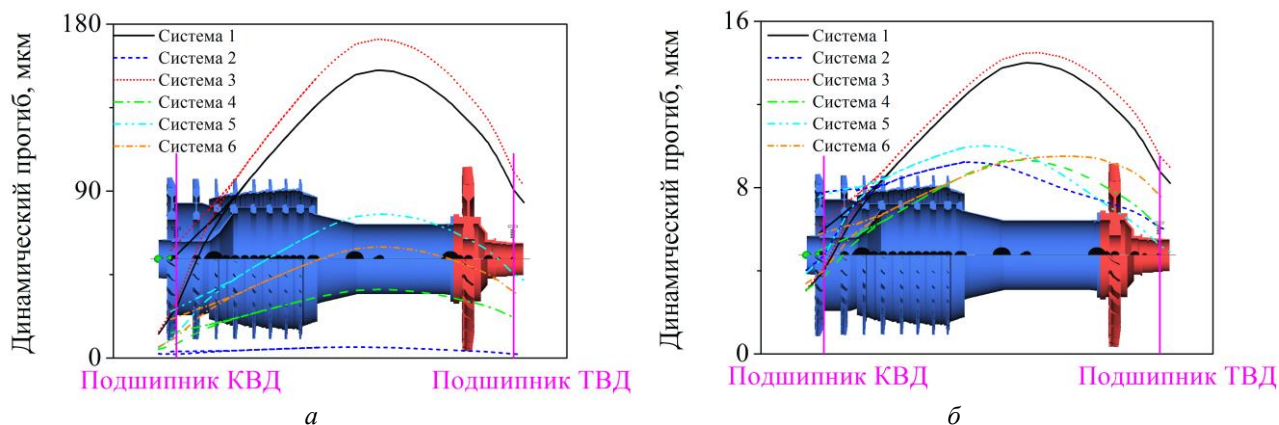 180
90
0
Динамический прогиб, мкм
Система 1
Система 2
Система 3
Система 4
Система 5
Система 6
Подшипник КВД
Подшипник ТВД
а
16
8
0
Динамический прогиб, мкм
Система 1
Система 2
Система 3
Система 4
Система 5
Система 6
Подшипник КВД
Подшипник ТВД
б